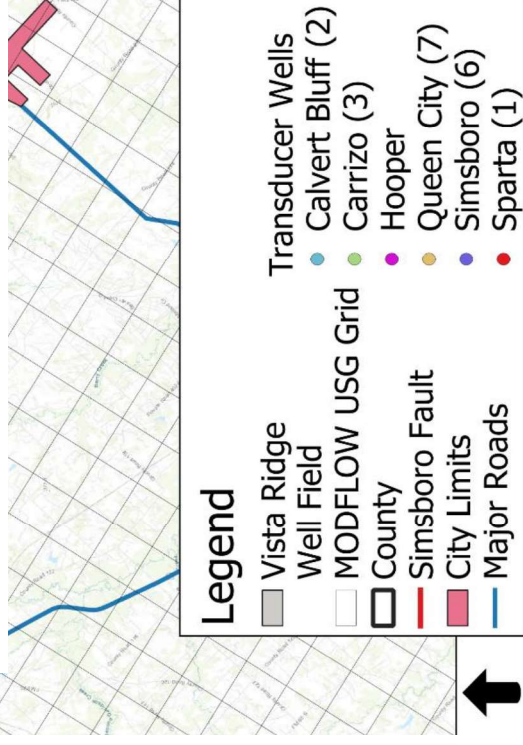 Legend
Vista Ridge
Well Field
MODFLOW USG Grid
County
Simsboro Fault
City Limits
Major Roads
Transducer Wells
Calvert Bluff (2)
Carrizo (3)
Hooper
Queen City (7)
Simsboro (6)
Sparta (1)